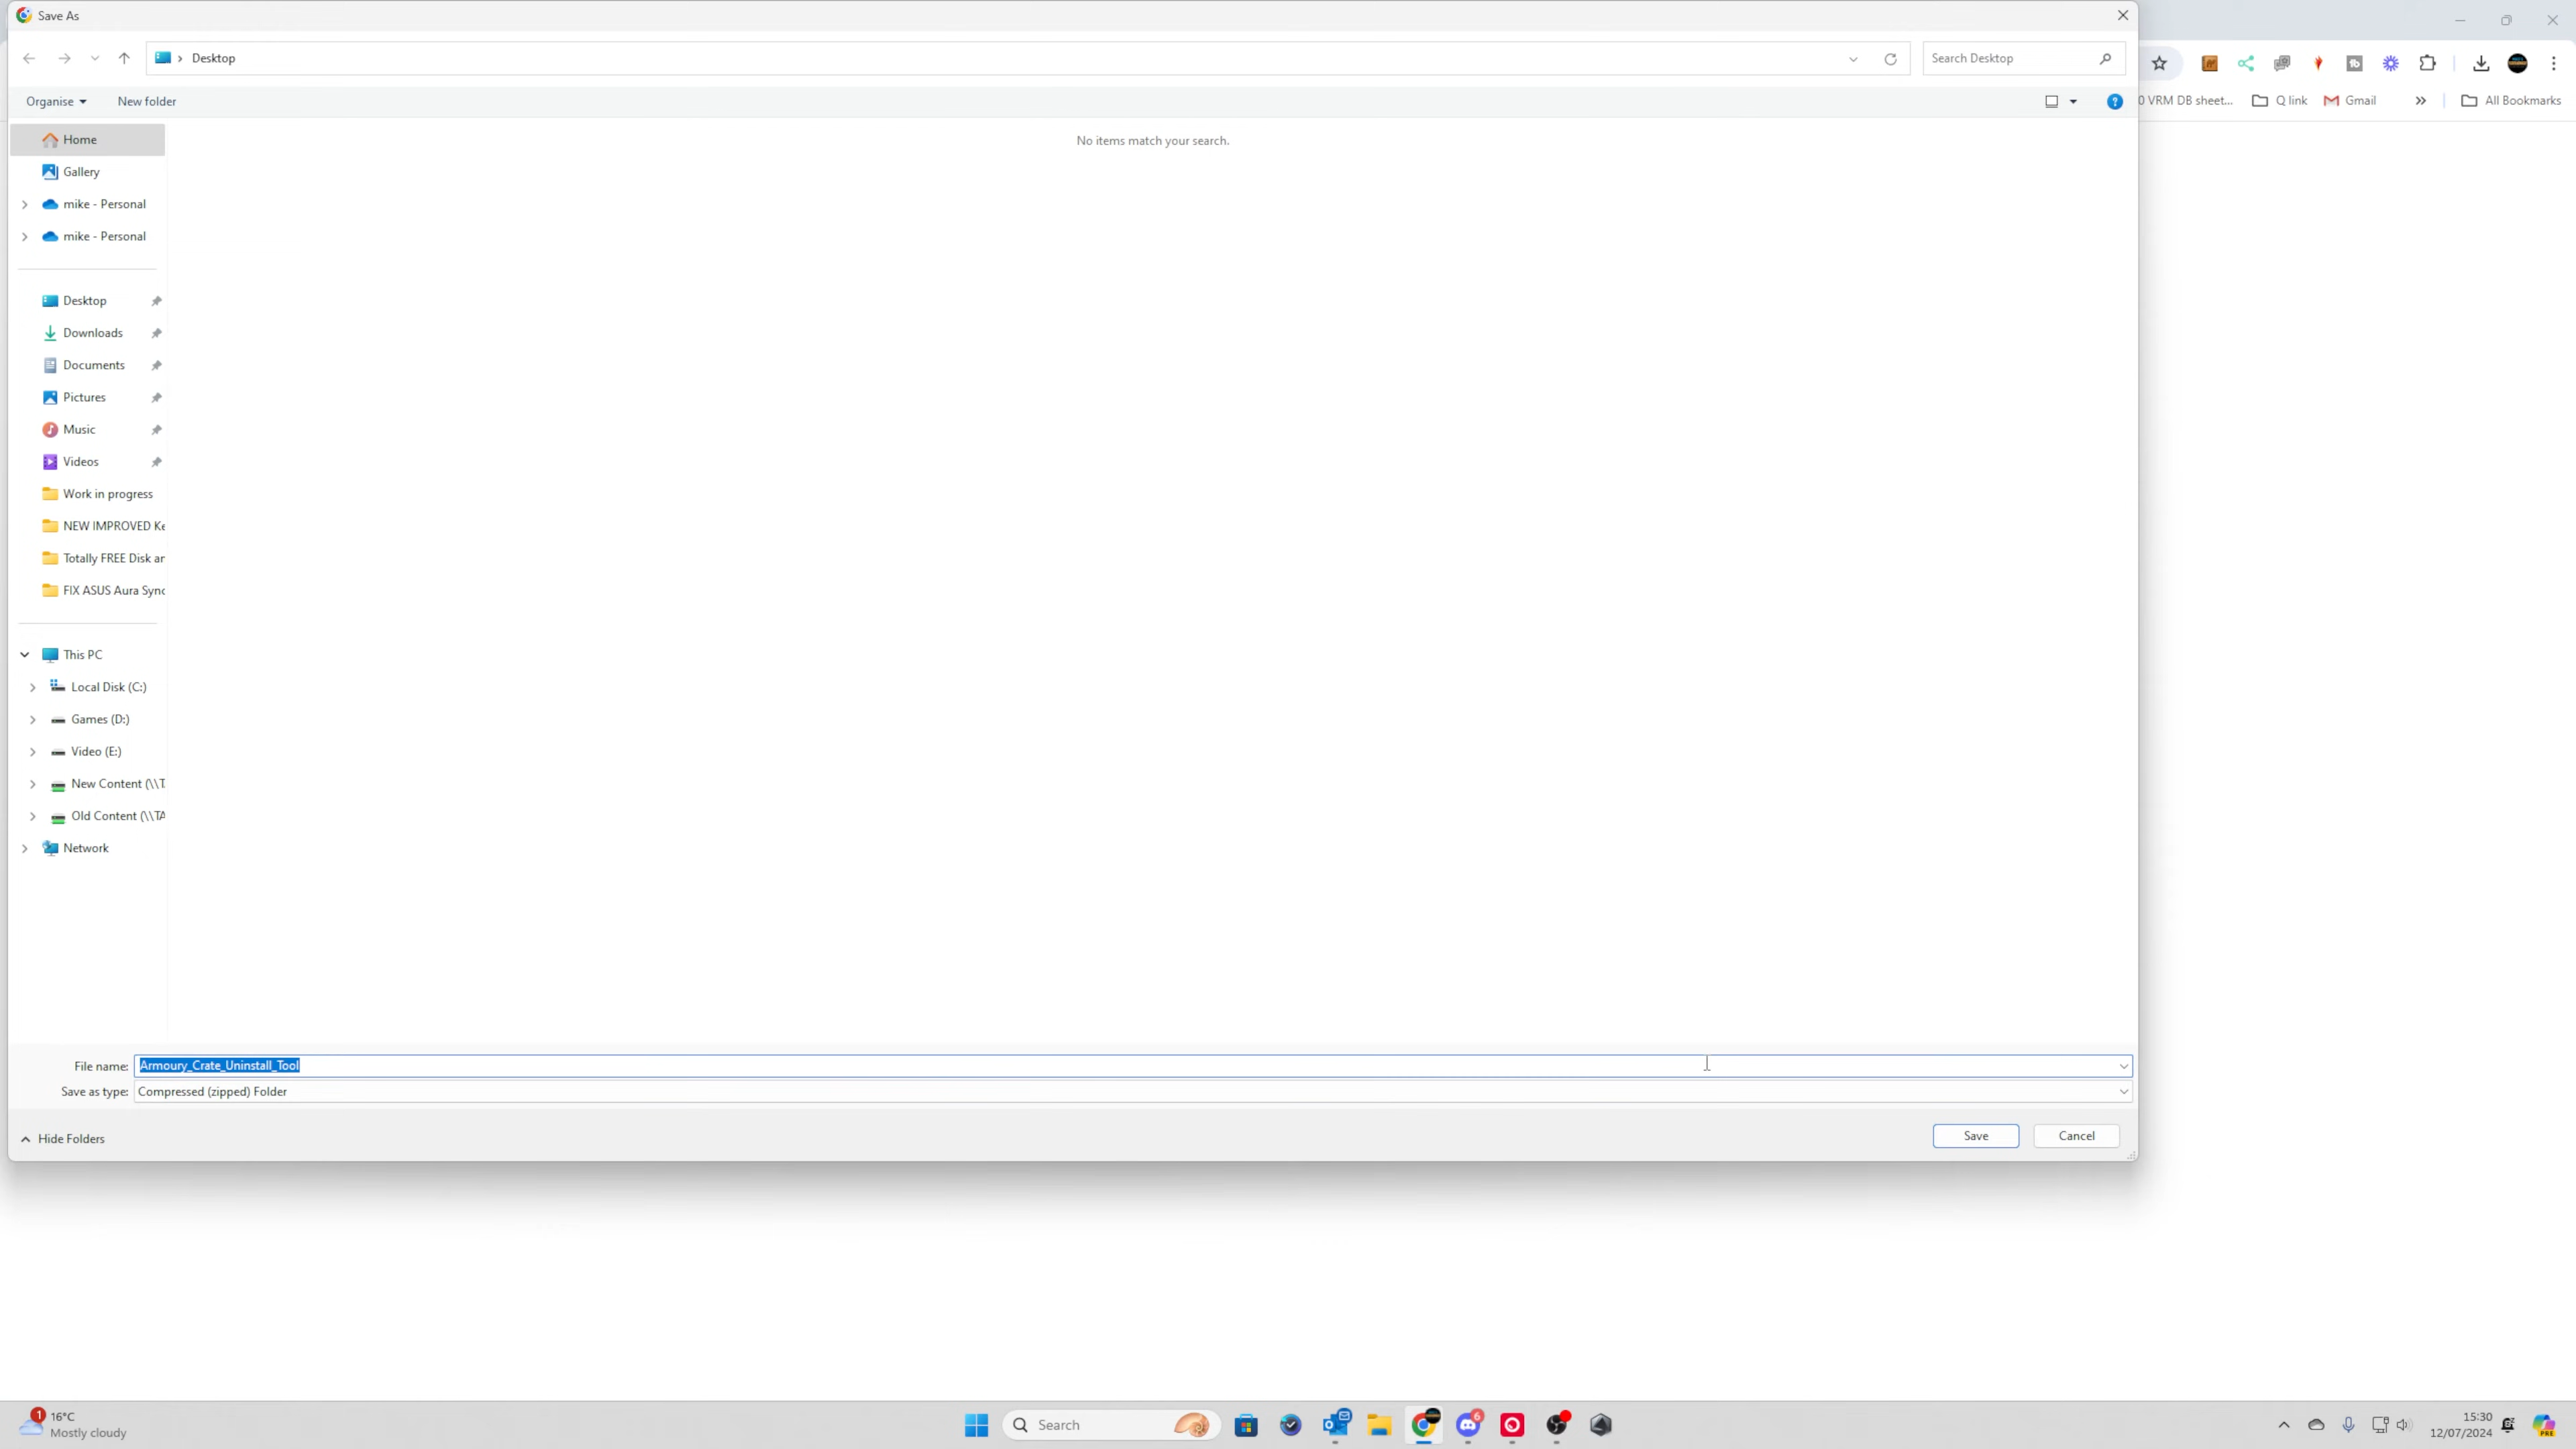 Save As
Desktop
Search Desktop
0 VRM DB sheet...
Q link
Gmail
All Bookmarks
Organise
New folder
No items match your search.
Home
Gallery
mike - Personal
mike - Personal
Desktop
Downloads
Documents
Pictures
Music
Videos
Work in progress
NEW IMPROVED Ke
Totally FREE Disk ar
FIX ASUS Aura Sync
This PC
Local Disk (C:)
Games (D:)
Video (E:)
New Content (\\T.
Old Content (\\TA
Network
File name: Armoury_Crate_Uninstall_Tool
Save as type: Compressed (zipped) Folder
Hide Folders
Save
Cancel
1
16°C
Mostly cloudy
Search
6
15:30
12/07/2024
PRE